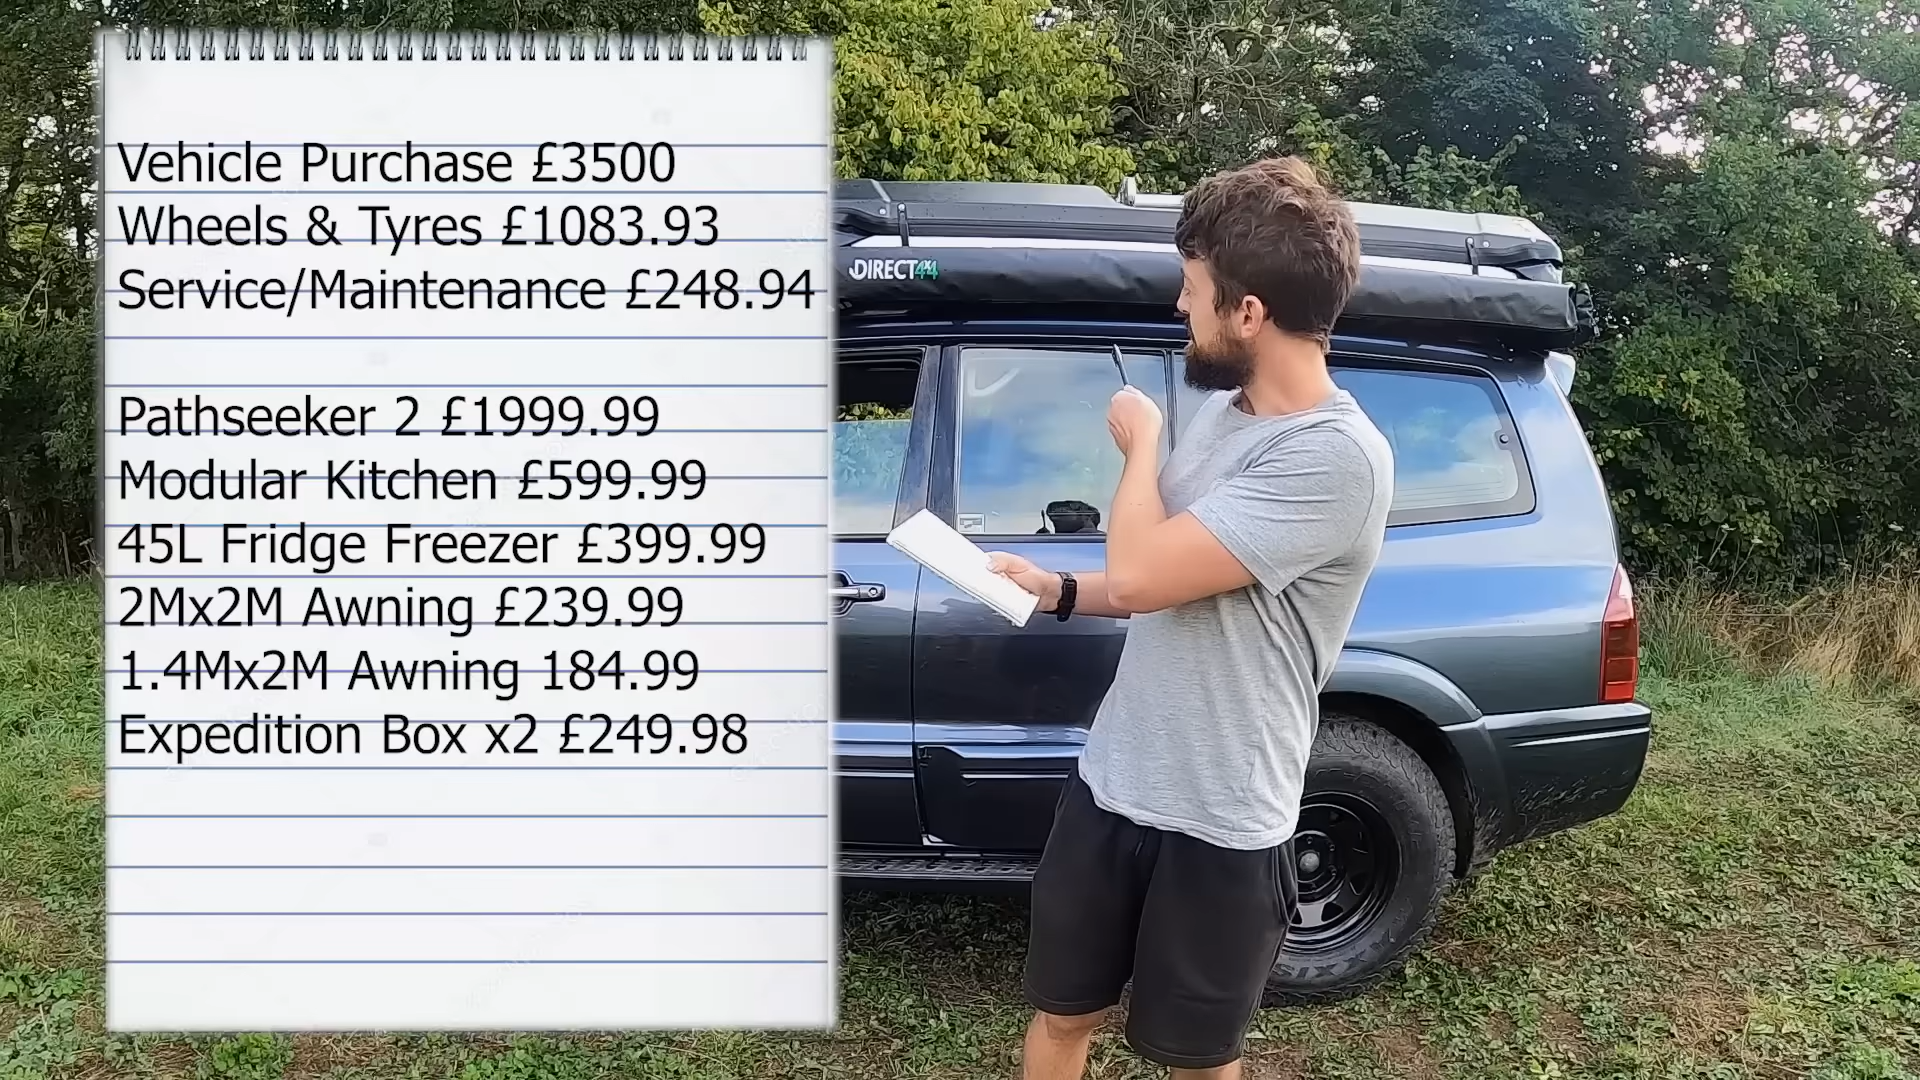 Vehicle Purchase £3500
Wheels & Tyres £1083.93
Service/Maintenance £248.94
Pathseeker 2 £1999.99
Modular Kitchen £599.99
45L Fridge Freezer £399.99
2Mx2M Awning £239.99
1.4Mx2M Awning 184.99
Expedition Box x2 £249.98
DIRECT4x4